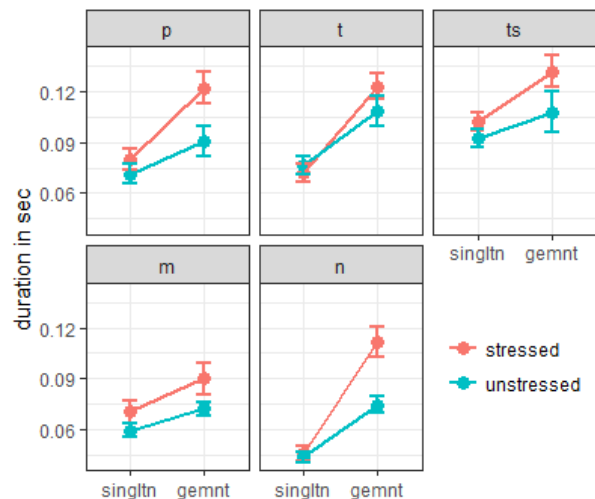 p
t
ts
0.12
0.09
0.06
singltn gemnt
duration in sec
m
n
0.12
0.09
0.06
singltn gemnt
singltn gemnt
stressed
unstressed